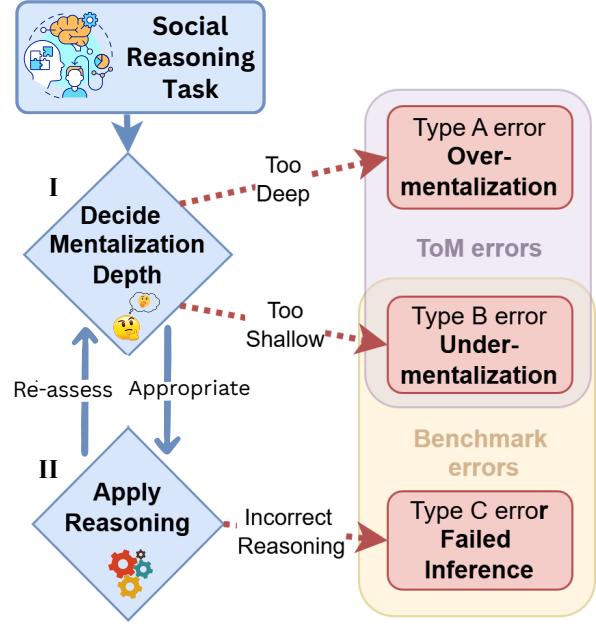 Social
Reasoning
Task
I
Decide
Mentalization
Depth
Too
Deep
Too
Shallow
Re-assess
Appropriate
II
Apply
Reasoning
Incorrect
Reasoning
Type A error
Over-
mentalization
ToM errors
Type B error
Under-
mentalization
Benchmark
errors
Type C error
Failed
Inference